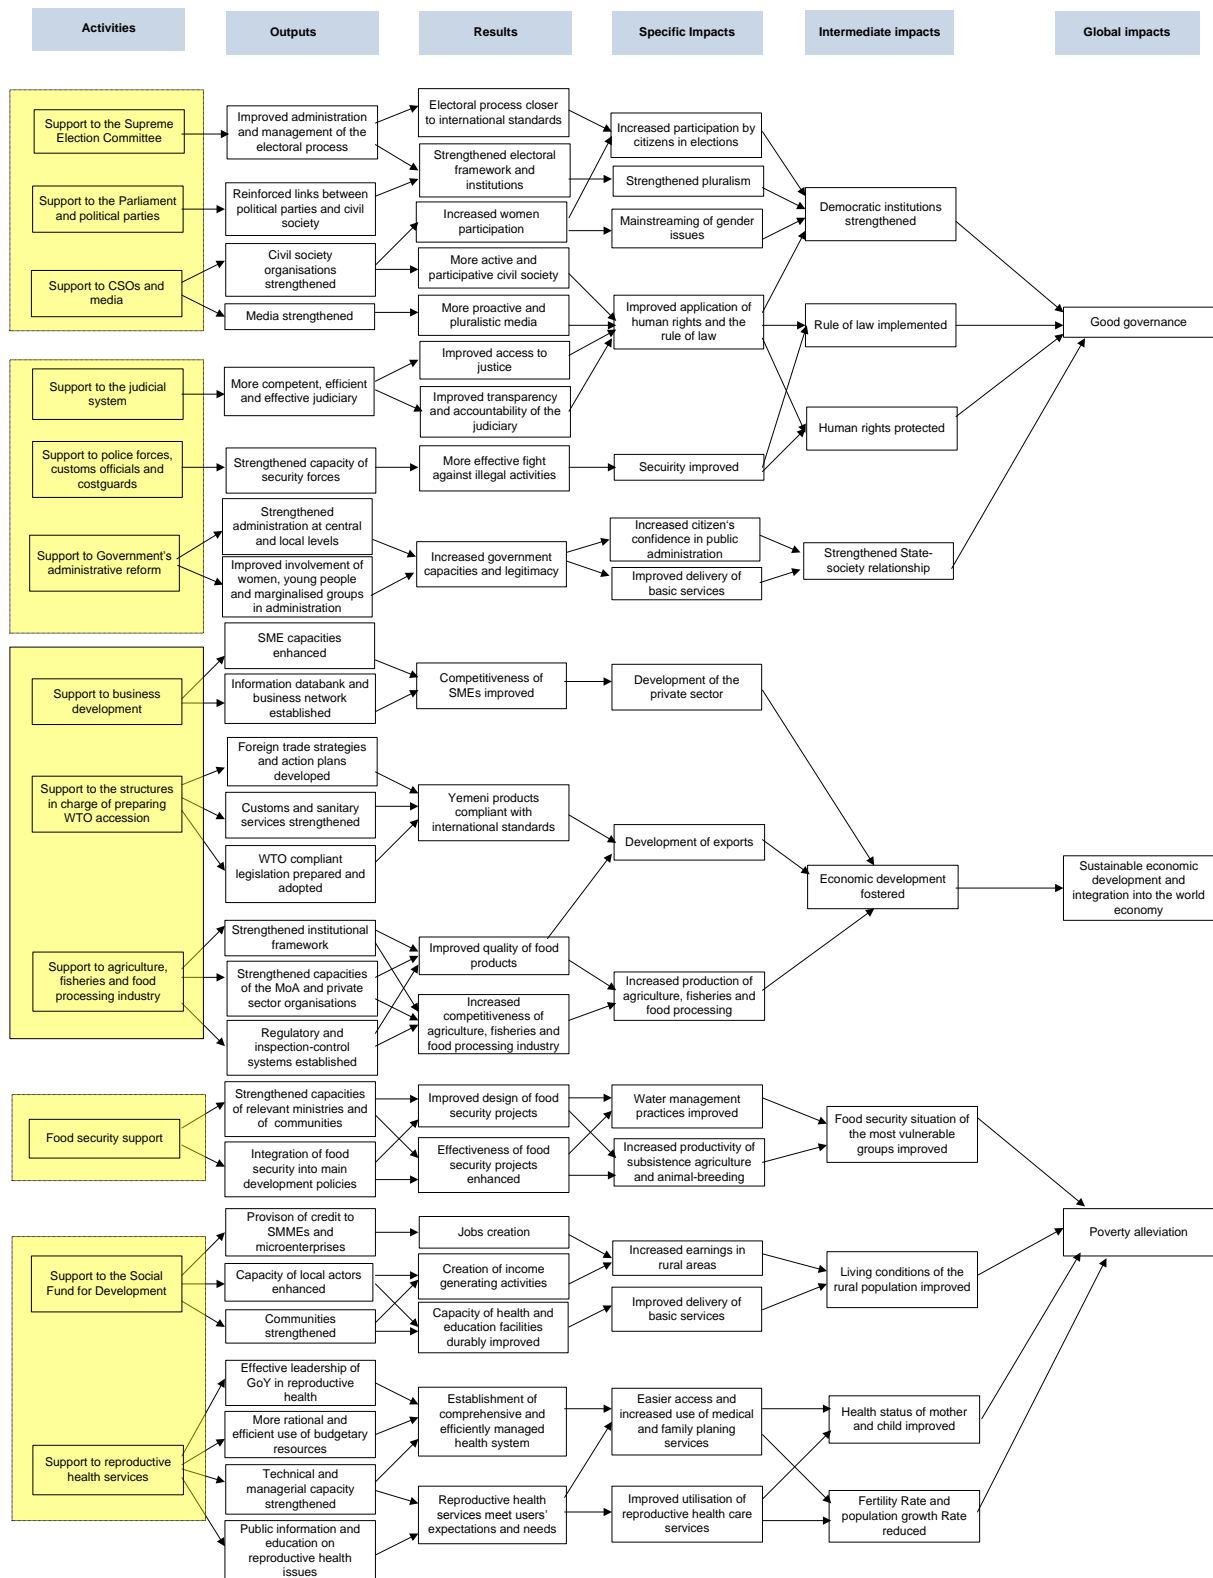 Activities
Outputs
Results
Specific Impacts
Intermediate impacts
Global impacts
Support to the Supreme
Election Committee
Support to the Parliament
and political parties
Support to CSOs and
media
Improved administration
and management of the
electoral process
Reinforced links between
political parties and civil
society
Civil society
organisations
strengthened
Media strengthened
Electoral process closer
to international standards
Strengthened electoral
framework and
institutions
Increased women
participation
More active and
participative civil society
More proactive and
pluralistic media
Increased participation by
citizens in elections
Strengthened pluralism
Mainstreaming of gender
issues
Improved application of
human rights and the
rule of law
Democratic institutions
strengthened
Rule of law implemented
Good governance
Support to the judicial
system
Support to police forces,
customs officials and
costguards
Support to Government's
administrative reform
More competent, efficient
and effective judiciary
Strengthened capacity of
security forces
Strengthened
administration at central
and local levels
Improved involvement of
women, young people
and marginalised groups
in administration
Improved access to
justice
Improved transparency
and accountability of the
judiciary
More effective fight
against illegal activities
Increased government
capacities and legitimacy
Secuirity improved
Increased citizen's
confidence in public
administration
Improved delivery of
basic services
Human rights protected
Strengthened State-
society relationship
Support to business
development
Support to the structures
in charge of preparing
WTO accession
Support to agriculture,
fisheries and food
processing industry
SME capacities
enhanced
Information databank and
business network
established
Foreign trade strategies
and action plans
developed
Customs and sanitary
services strengthened
WTO compliant
legislation prepared and
adopted
Strengthened institutional
framework
Strengthened capacities
of the MoA and private
sector organisations
Regulatory and
inspection-control
systems established
Competitiveness of
SMEs improved
Yemeni products
compliant with
international standards
Improved quality of food
products
Increased
competitiveness of
agriculture, fisheries and
food processing industry
Development of the
private sector
Development of exports
Increased production of
agriculture, fisheries and
food processing
Economic development
fostered
Sustainable economic
development and
integration into the world
economy
Food security support
Strengthened capacities
of relevant ministries and
of communities
Integration of food
security into main
development policies
Improved design of food
security projects
Effectiveness of food
security projects
enhanced
Water management
practices improved
Increased productivity of
subsistence agriculture
and animal-breeding
Food security situation of
the most vulnerable
groups improved
Support to the Social
Fund for Development
Support to reproductive
health services
Provison of credit to
SMMEs and
microenterprises
Capacity of local actors
enhanced
Communities
strengthened
Effective leadership of
GoY in reproductive
health
More rational and
efficient use of budgetary
resources
Technical and
managerial capacity
strengthened
Public information and
education on
reproductive health
issues
Jobs creation
Creation of income
generating activities
Capacity of health and
education facilities
durably improved
Establishment of
comprehensive and
efficiently managed
health system
Reproductive health
services meet users'
expectations and needs
Increased earnings in
rural areas
Improved delivery of
basic services
Easier access and
increased use of medical
and family planing
services
Improved utilisation of
reproductive health care
services
Living conditions of the
rural population improved
Health status of mother
and child improved
Fertility Rate and
population growth Rate
reduced
Poverty alleviation